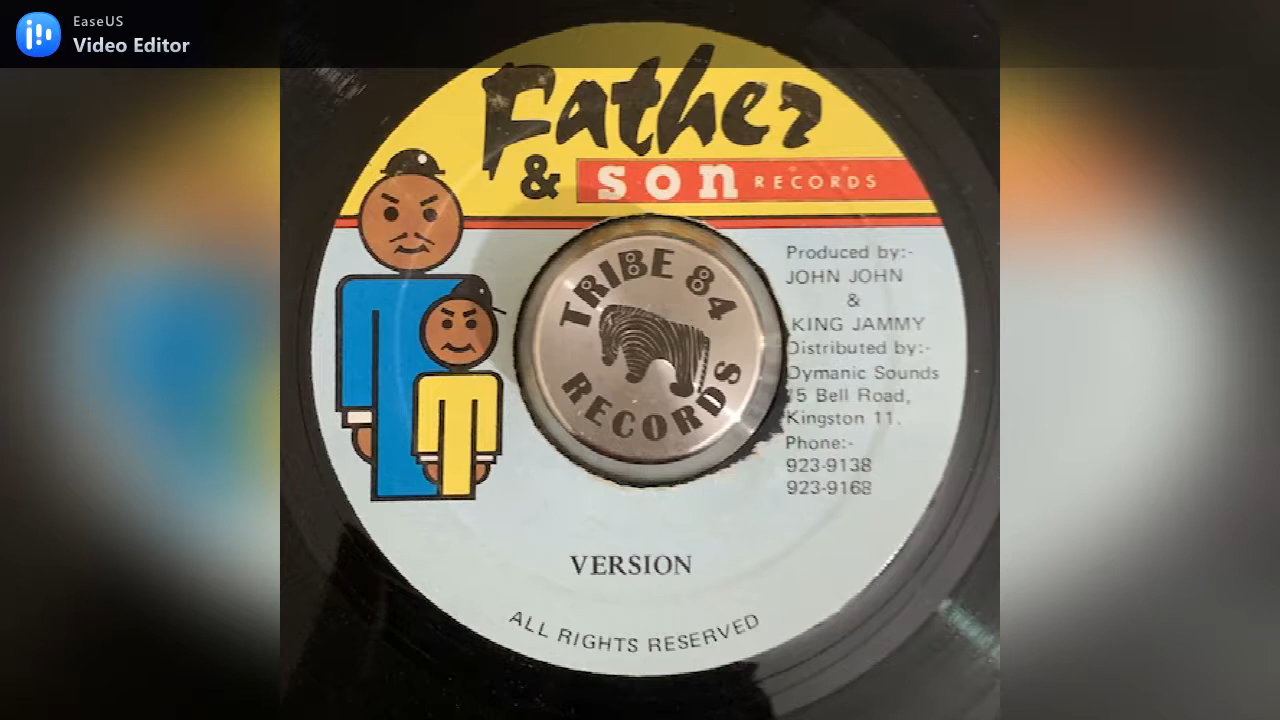 EaseUS
Video Editor
Father
& son RECORDS
TRIBE 84
RECORDS
Produced by:-
JOHN JOHN
&
KING JAMMY
Distributed by:-
Dymanic Sounds
15 Bell Road,
Kingston 11.
Phone:-
923-9138
923-9168
VERSION
ALL RIGHTS RESERVED